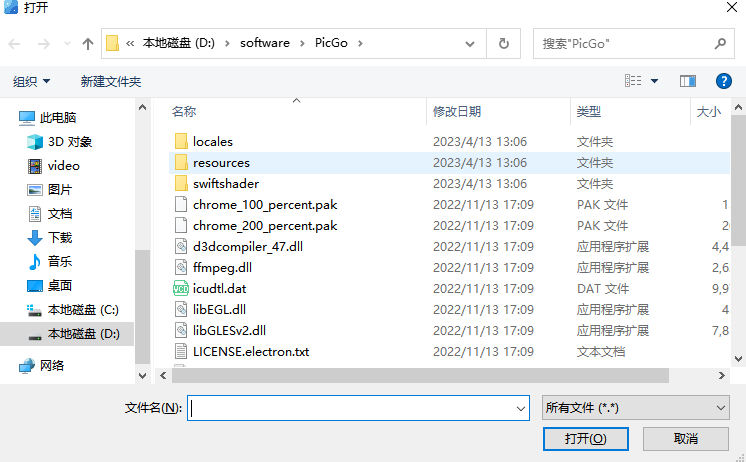 打开
« 本地磁盘 (D:) › software › PicGo ›
搜索"PicGo"
组织 新建文件夹
此电脑
3D 对象
video
图片
文档
下载
音乐
桌面
本地磁盘 (C:)
本地磁盘 (D:)
网络
名称 修改日期 类型 大小
locales 2023/4/13 13:06 文件夹
resources 2023/4/13 13:06 文件夹
swiftshader 2023/4/13 13:06 文件夹
chrome_100_percent.pak 2022/11/13 17:09 PAK 文件
chrome_200_percent.pak 2022/11/13 17:09 PAK 文件
d3dcompiler_47.dll 2022/11/13 17:09 应用程序扩展 4,4
ffmpeg.dll 2022/11/13 17:09 应用程序扩展 2,6
icudtl.dat 2022/11/13 17:09 DAT 文件 9,9
libEGL.dll 2022/11/13 17:09 应用程序扩展 4
libGLESv2.dll 2022/11/13 17:09 应用程序扩展 7,8
LICENSE.electron.txt 2022/11/13 17:09 文本文档
文件名(N): 所有文件 (*.*)
打开(O) 取消